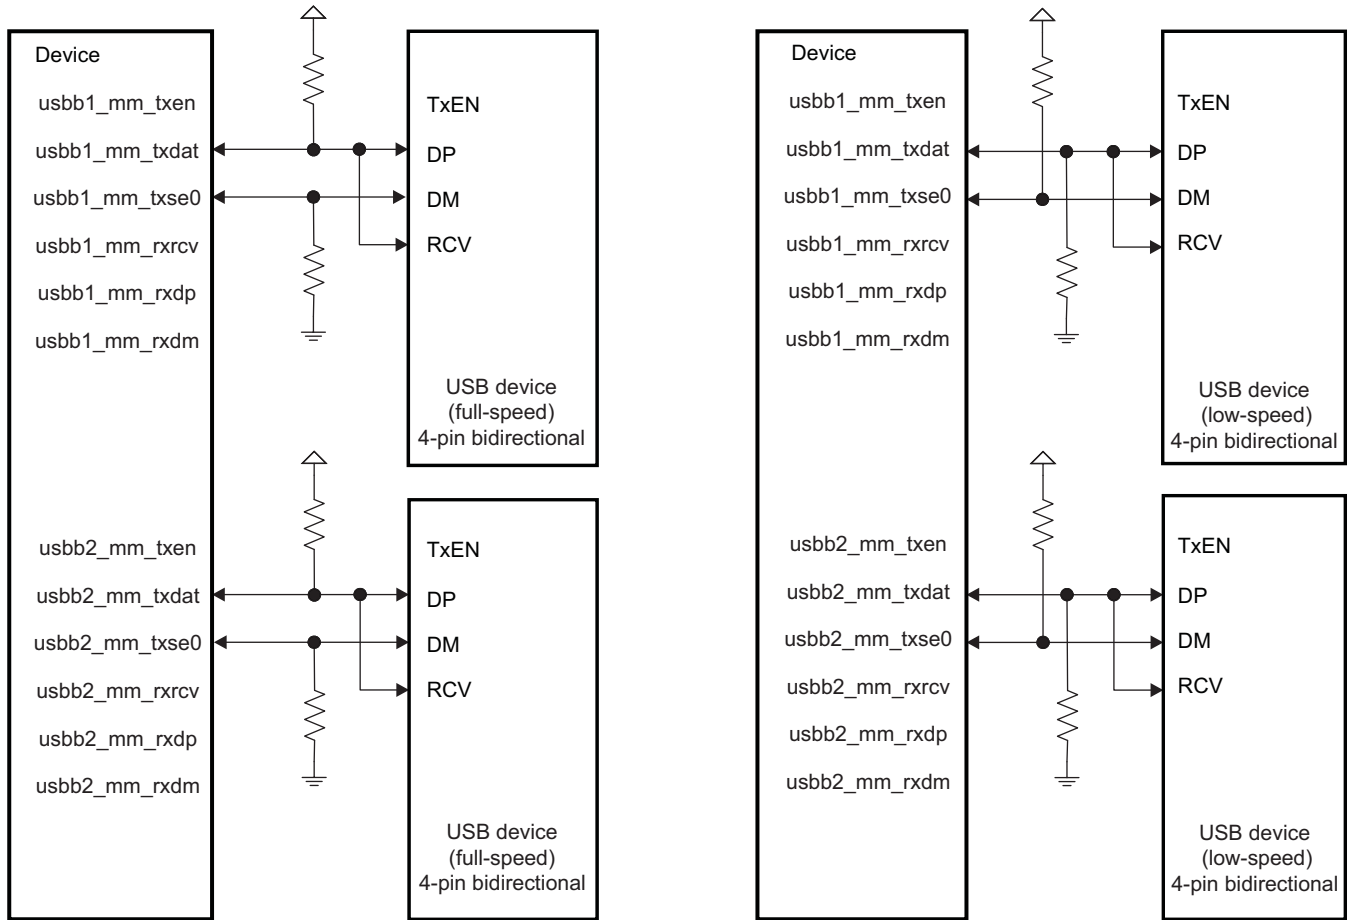 Device
usbb1_mm_txen
usbb1_mm_txdat
usbb1_mm_txse0
usbb1_mm_rxrcv
usbb1_mm_rxdp
usbb1_mm_rxdm
usbb2_mm_txen
usbb2_mm_txdat
usbb2_mm_txse0
usbb2_mm_rxrcv
usbb2_mm_rxdp
usbb2_mm_rxdm
TxEN
DP
DM
RCV
USB device
(full-speed)
4-pin bidirectional
TxEN
DP
DM
RCV
USB device
(full-speed)
4-pin bidirectional
Device
usbb1_mm_txen
usbb1_mm_txdat
usbb1_mm_txse0
usbb1_mm_rxrcv
usbb1_mm_rxdp
usbb1_mm_rxdm
usbb2_mm_txen
usbb2_mm_txdat
usbb2_mm_txse0
usbb2_mm_rxrcv
usbb2_mm_rxdp
usbb2_mm_rxdm
TxEN
DP
DM
RCV
USB device
(low-speed)
4-pin bidirectional
TxEN
DP
DM
RCV
USB device
(low-speed)
4-pin bidirectional